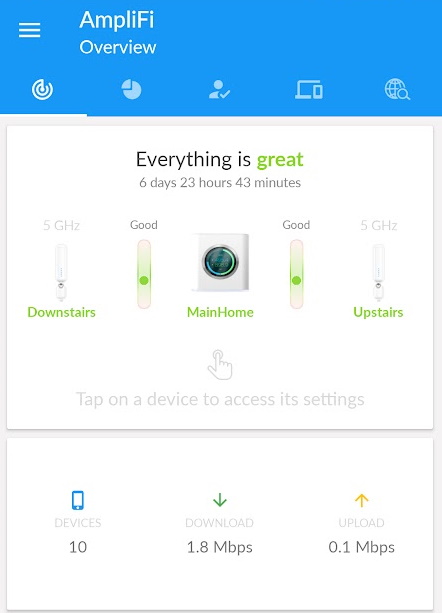 AmpliFi
Overview
Everything is great
6 days 23 hours 43 minutes
5 GHz Good Good 5 GHz
Downstairs MainHome Upstairs
Tap on a device to access its settings
DEVICES DOWNLOAD UPLOAD
10 1.8 Mbps 0.1 Mbps